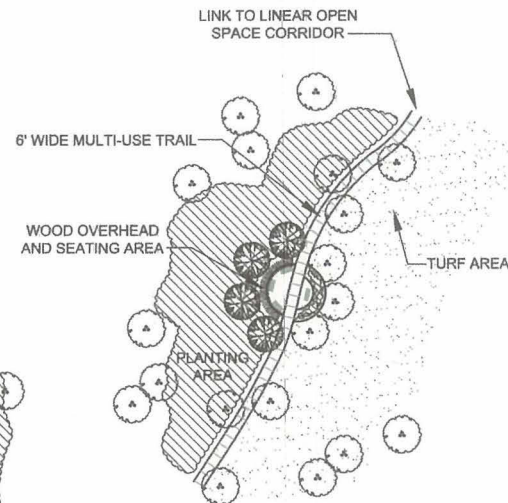 LINK TO LINEAR OPEN
SPACE CORRIDOR
6' WIDE MULTI-USE TRAIL
WOOD OVERHEAD
AND SEATING AREA
TURF AREA
PLANTING
AREA